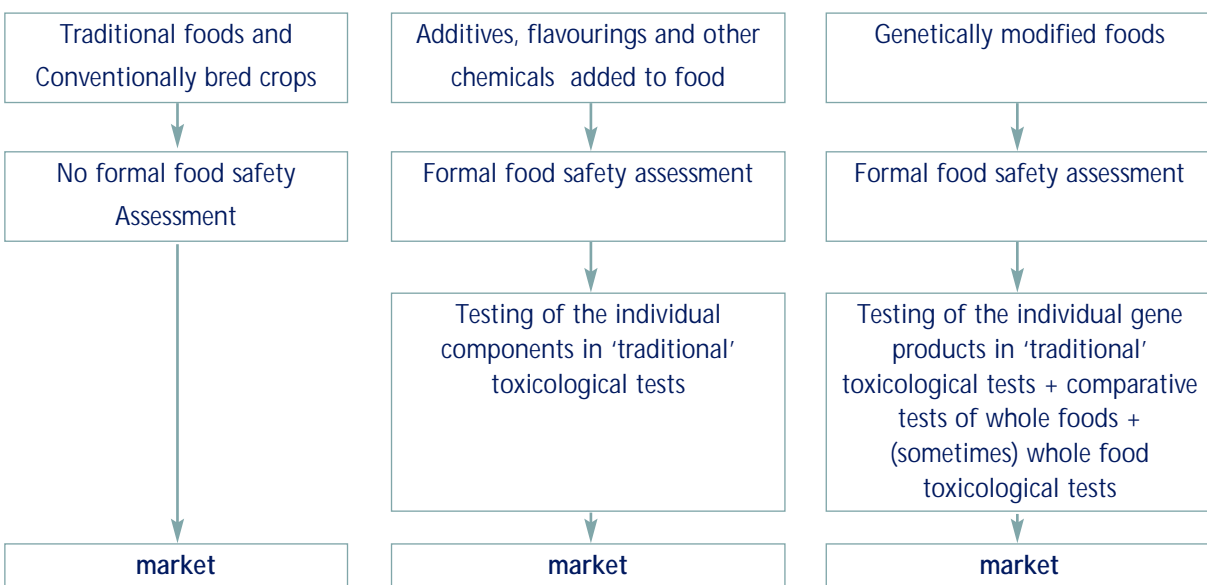 Traditional foods and
Conventionally bred crops
No formal food safety
Assessment
market
Additives, flavourings and other
chemicals added to food
Formal food safety assessment
Testing of the individual
components in ‘traditional’
toxicological tests
market
Genetically modified foods
Formal food safety assessment
Testing of the individual gene
products in ‘traditional’
toxicological tests + comparative
tests of whole foods +
(sometimes) whole food
toxicological tests
market